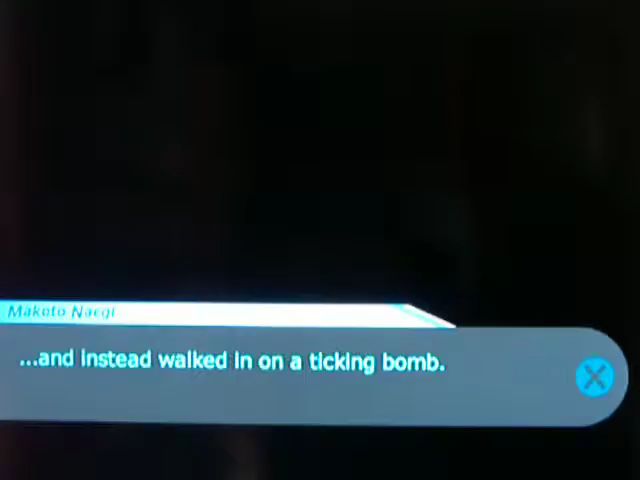 Makoto Naegi
...and instead walked in on a ticking bomb.